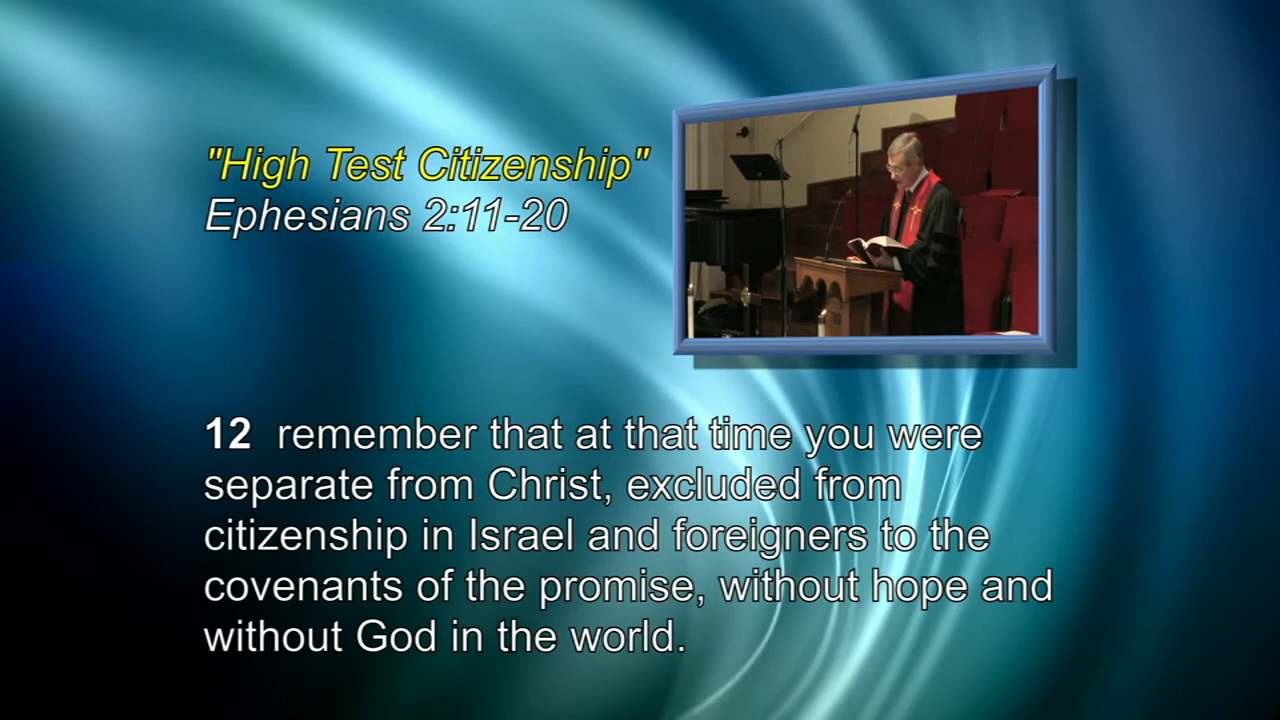 "High Test Citizenship"
Ephesians 2:11-20
12 remember that at that time you were
separate from Christ, excluded from
citizenship in Israel and foreigners to the
covenants of the promise, without hope and
without God in the world.